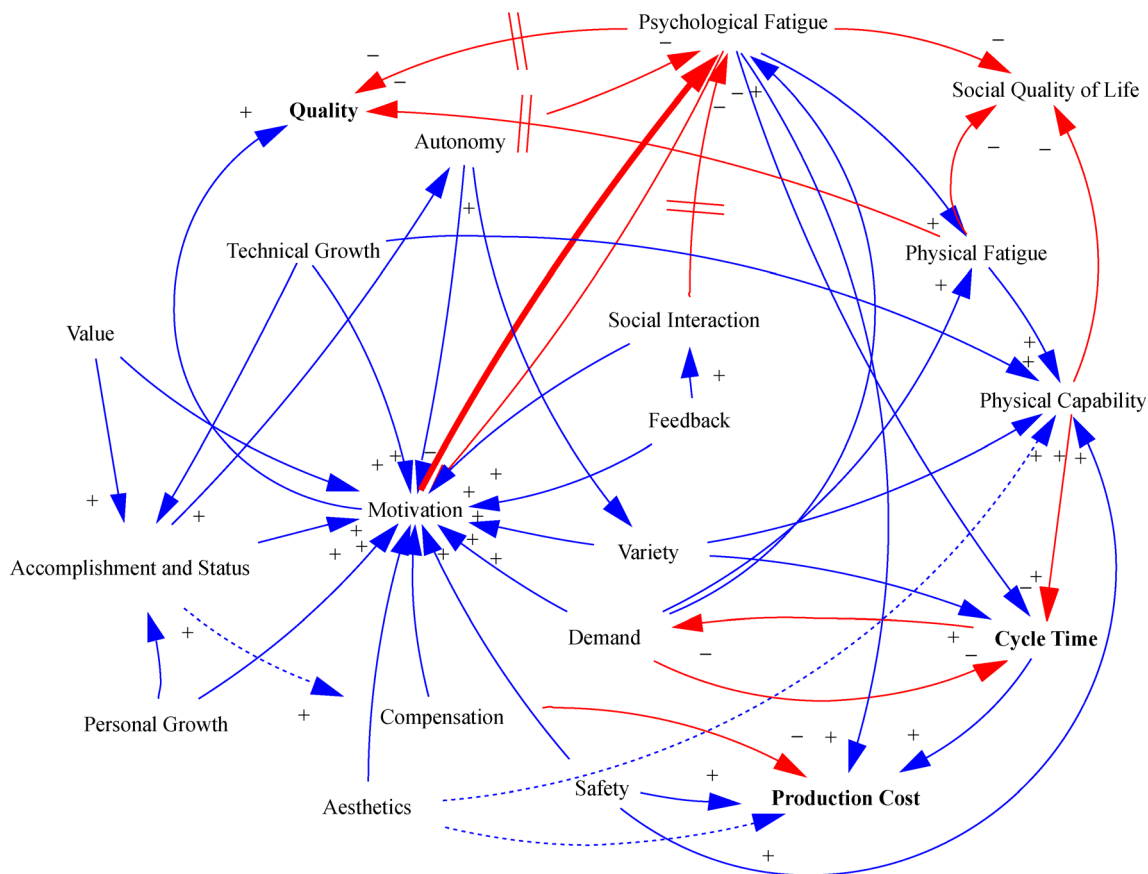 Psychological Fatigue
Social Quality of Life
Quality
Autonomy
Technical Growth
Physical Fatigue
Value
Social Interaction
Physical Capability
Feedback
Motivation
Variety
Accomplishment and Status
Demand
Cycle Time
Personal Growth
Compensation
Aesthetics
Safety
Production Cost